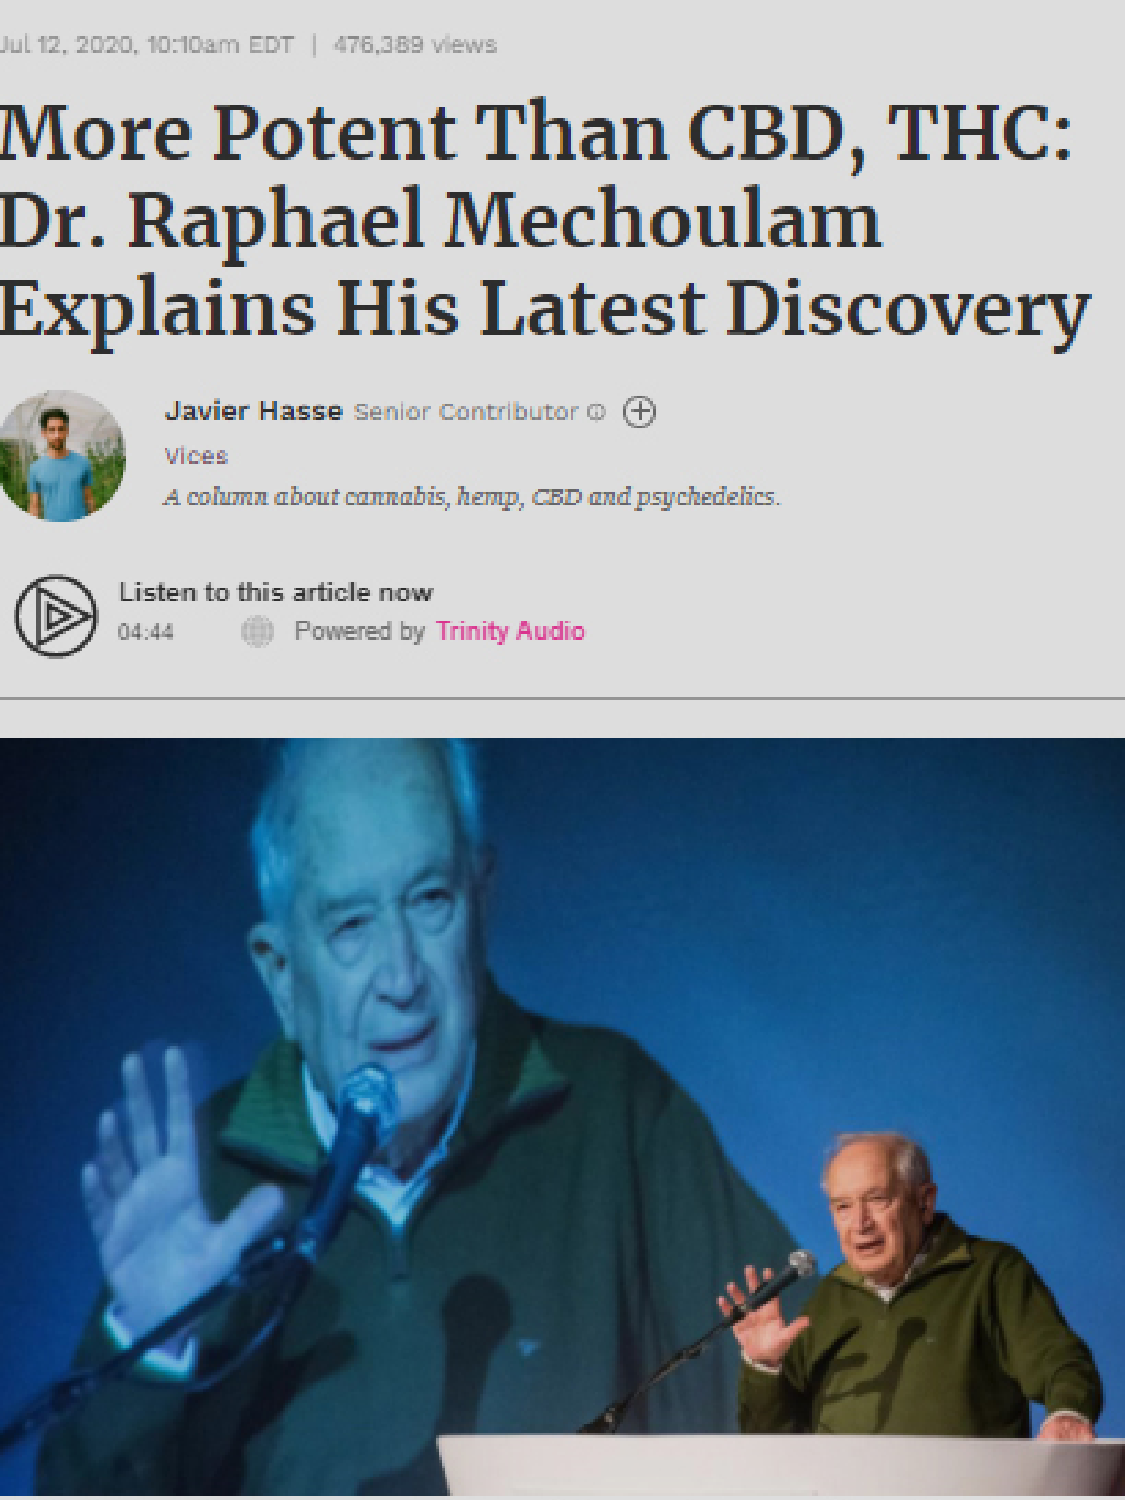 Jul 12, 2020, 10:10am EDT | 476,389 views
More Potent Than CBD, THC:
Dr. Raphael Mechoulam
Explains His Latest Discovery
Javier Hasse Senior Contributor
Vices
A column about cannabis, hemp, CBD and psychedelics.
Listen to this article now
04:44 Powered by Trinity Audio